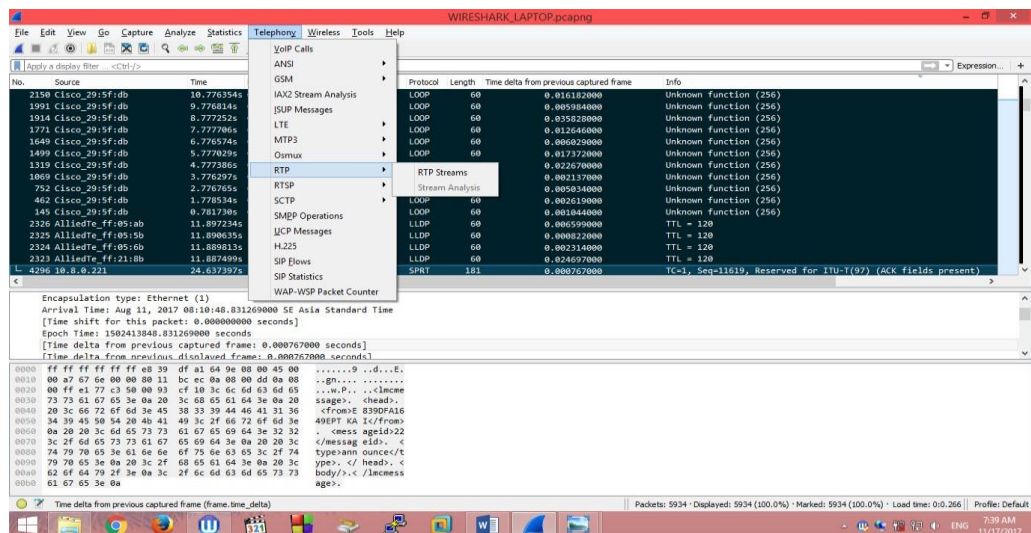 WIRESHARK_LAPTOP.pcapng
File Edit View Go Capture Analyze Statistics Telephony Wireless Tools Help
Apply a display filter ... <Ctrl-/> Expression... +
VoIP Calls
ANSI
GSM
IAX2 Stream Analysis
ISUP Messages
LTE
MTP3
Osmux
RTP
RTSP
SCTP
SMPP Operations
UCP Messages
H.225
SIP Flows
SIP Statistics
WAP-WSP Packet Counter
RTP Streams
Stream Analysis
No. Source Time Protocol Length Time delta from previous captured frame Info
2150 Cisco_29:5f:db 10.776354s LOOP 60 0.016182000 Unknown function (256)
1991 Cisco_29:5f:db 9.776814s LOOP 60 0.005984000 Unknown function (256)
1914 Cisco_29:5f:db 8.777252s LOOP 60 0.035828000 Unknown function (256)
1771 Cisco_29:5f:db 7.777706s LOOP 60 0.012646000 Unknown function (256)
1649 Cisco_29:5f:db 6.776574s LOOP 60 0.006029000 Unknown function (256)
1499 Cisco_29:5f:db 5.777029s LOOP 60 0.017372000 Unknown function (256)
1319 Cisco_29:5f:db 4.777386s 0.022670000 Unknown function (256)
1069 Cisco_29:5f:db 3.776297s 0.002137000 Unknown function (256)
752 Cisco_29:5f:db 2.776765s 0.005034000 Unknown function (256)
462 Cisco_29:5f:db 1.778534s LOOP 60 0.002619000 Unknown function (256)
145 Cisco_29:5f:db 0.781730s LOOP 60 0.001044000 Unknown function (256)
2326 AlliedTe_ff:05:ab 11.897234s LLDP 60 0.006599000 TTL = 120
2325 AlliedTe_ff:05:5b 11.890635s LLDP 60 0.000822000 TTL = 120
2324 AlliedTe_ff:05:6b 11.889813s LLDP 60 0.002314000 TTL = 120
2323 AlliedTe_ff:21:8b 11.887499s LLDP 60 0.024697000 TTL = 120
4296 10.8.0.221 24.637397s SPRT 181 0.000767000 TC=1, Seq=11619, Reserved for ITU-T(97) (ACK fields present)
Encapsulation type: Ethernet (1)
Arrival Time: Aug 11, 2017 08:10:48.831269000 SE Asia Standard Time
[Time shift for this packet: 0.000000000 seconds]
Epoch Time: 1502413848.831269000 seconds
[Time delta from previous captured frame: 0.000767000 seconds]
[Time delta from previous displayed frame: 0.000767000 seconds]
0000 ff ff ff ff ff ff e8 39 df a1 64 9e 08 00 45 00 .......9 ..d...E.
0010 00 a7 67 6e 00 00 80 11 bc ec 0a 08 00 dd 0a 08 ..gn.... ........
0020 00 ff e1 77 c3 50 00 93 cf 10 3c 6c 6d 63 6d 65 ...w.P.. ..<lmcme
0030 73 73 61 67 65 3e 0a 20 3c 68 65 61 64 3e 0a 20 ssage>. <head>.
0040 20 3c 66 72 6f 6d 3e 45 38 33 39 44 46 41 31 36 <from>E 839DFA16
0050 34 39 45 50 54 20 4b 41 49 3c 2f 66 72 6f 6d 3e 49EPT KA I</from>
0060 0a 20 20 3c 6d 65 73 73 61 67 65 69 64 3e 32 32 . <mess ageid>22
0070 3c 2f 6d 65 73 73 61 67 65 69 64 3e 0a 20 20 3c </messag eid>. <
0080 74 79 70 65 3e 61 6e 6e 6f 75 6e 63 65 3c 2f 74 type>ann ounce</t
0090 79 70 65 3e 0a 20 3c 2f 68 65 61 64 3e 0a 20 3c ype>. </ head>. <
00a0 62 6f 64 79 2f 3e 0a 3c 2f 6c 6d 63 6d 65 73 73 body/>.< /lmcmess
00b0 61 67 65 3e 0a age>.
Time delta from previous captured frame (frame.time_delta) Packets: 5934 · Displayed: 5934 (100.0%) · Marked: 5934 (100.0%) · Load time: 0:0.266 Profile: Default
321
ENG 7:39 AM
11/17/2017